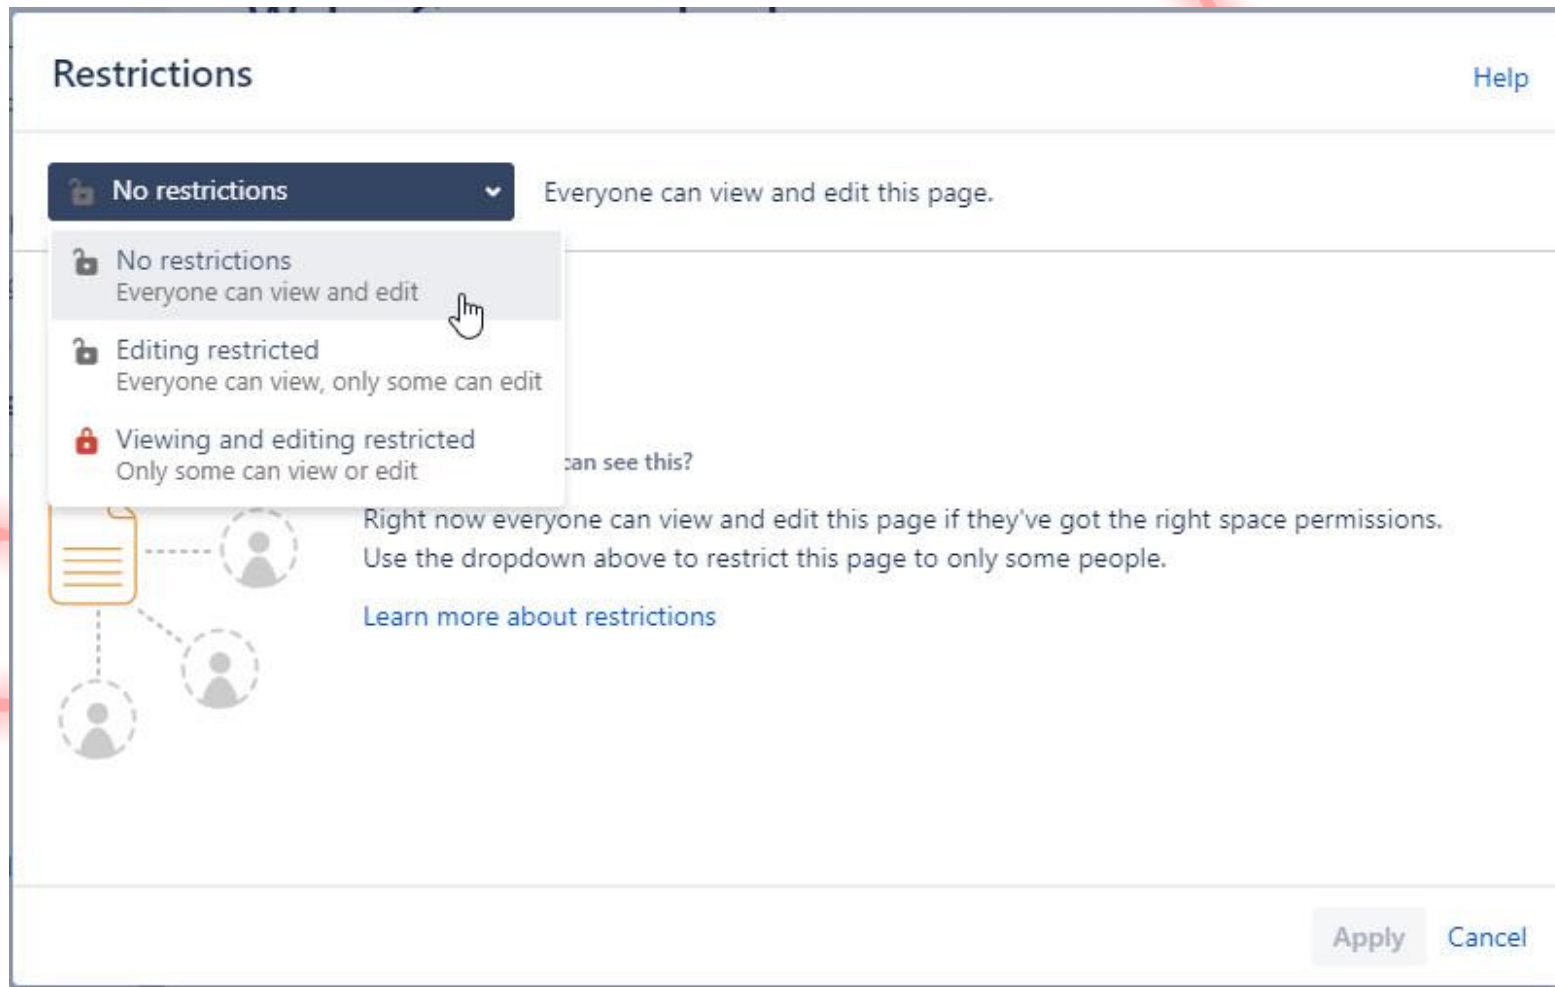 Restrictions
Help
No restrictions
Everyone can view and edit this page.
No restrictions
Everyone can view and edit
Editing restricted
Everyone can view, only some can edit
Viewing and editing restricted
Only some can view or edit
can see this?
Right now everyone can view and edit this page if they've got the right space permissions.
Use the dropdown above to restrict this page to only some people.
Learn more about restrictions
Apply
Cancel